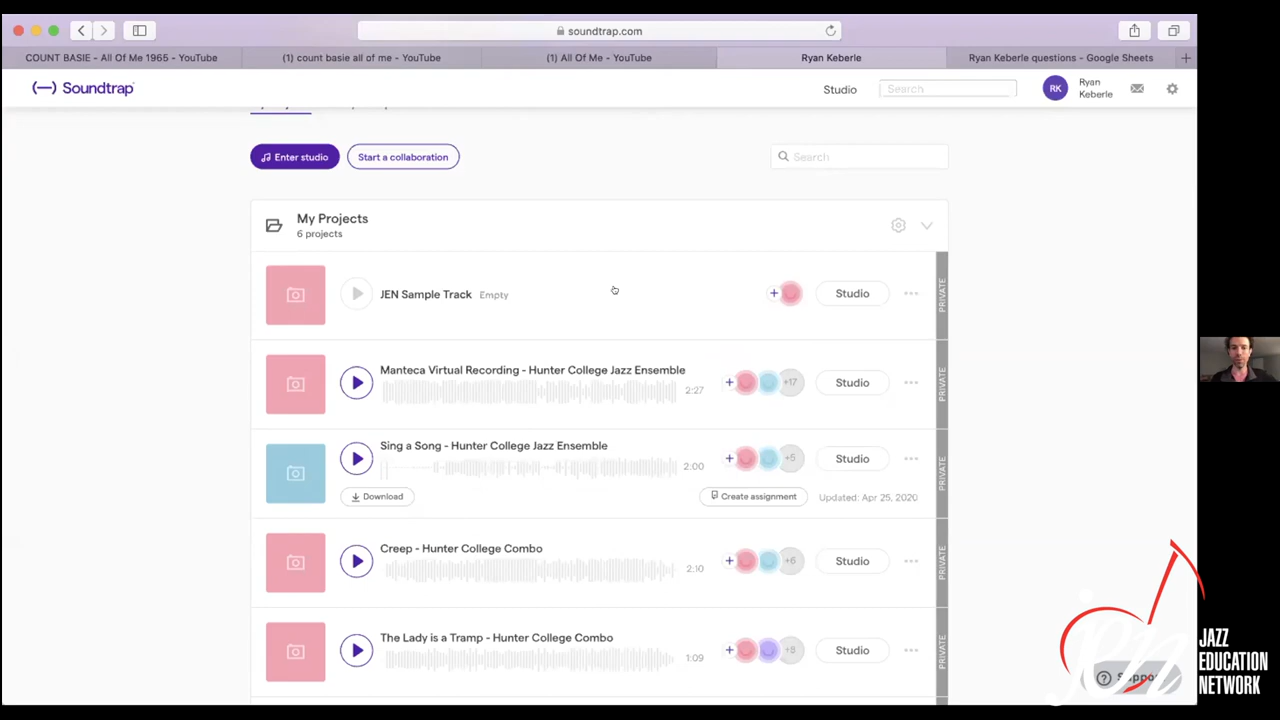 soundtrap.com
COUNT BASIE - All Of Me 1965 - YouTube
(1) count basie all of me - YouTube
(1) All Of Me - YouTube
Ryan Keberle
Ryan Keberle questions - Google Sheets
Soundtrap
Studio
Search
RK
Ryan
Keberle
Enter studio
Start a collaboration
Search
My Projects
6 projects
JEN Sample Track Empty
Studio
PRIVATE
Manteca Virtual Recording - Hunter College Jazz Ensemble
2:27
+17
Studio
PRIVATE
Sing a Song - Hunter College Jazz Ensemble
2:00
+5
Studio
Download
Create assignment
Updated: Apr 25, 2020
PRIVATE
Creep - Hunter College Combo
2:10
+6
Studio
PRIVATE
The Lady is a Tramp - Hunter College Combo
1:09
+8
Studio
PRIVATE
jen
JAZZ
EDUCATION
NETWORK